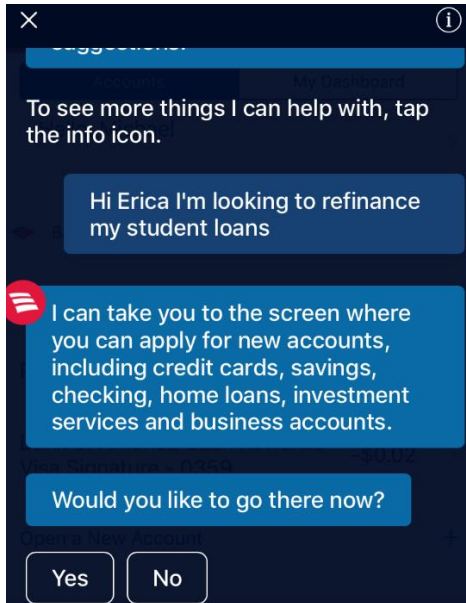 suggestions.
Accounts My Dashboard
To see more things I can help with, tap
the info icon.
Hi Erica I'm looking to refinance
my student loans
I can take you to the screen where
you can apply for new accounts,
including credit cards, savings,
checking, home loans, investment
services and business accounts.
Visa Signature - 0359 -$0.02
Would you like to go there now?
Open a New Account +
Yes No